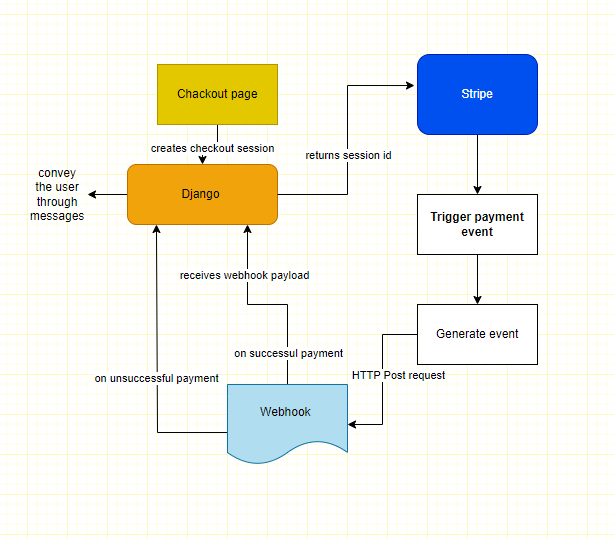 Chackout page
Stripe
creates checkout session
returns session id
convey
the user
through
messages
Django
Trigger payment
event
receives webhook payload
Generate event
on successul payment
HTTP Post request
on unsuccessful payment
Webhook